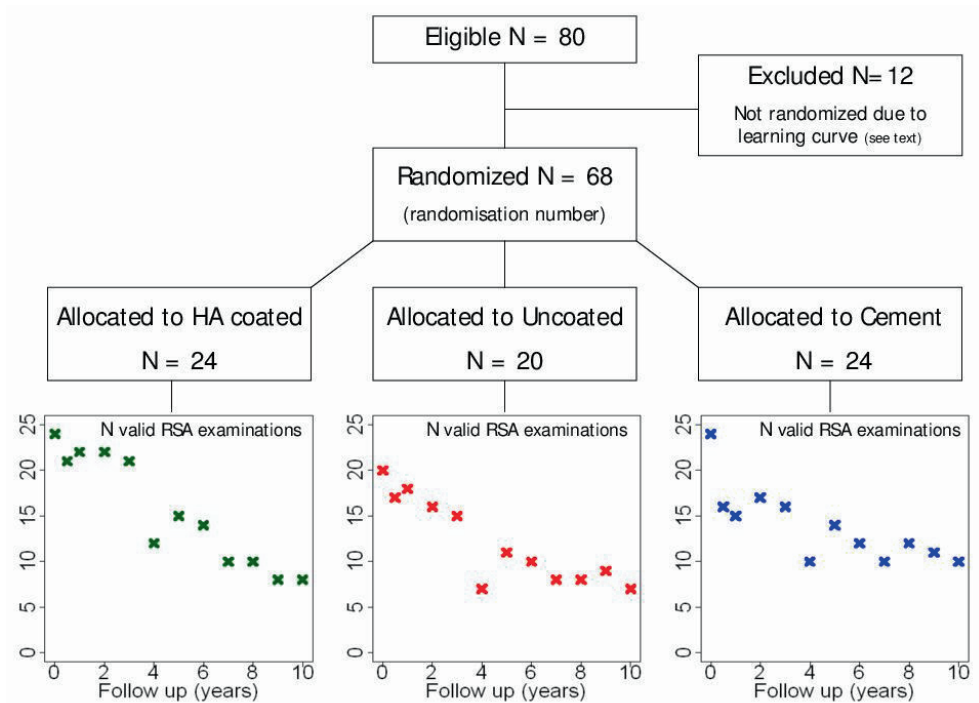 Eligible N = 80
Excluded N= 12
Not randomized due to
learning curve (see text)
Randomized N = 68
(randomisation number)
Allocated to HA coated
N = 24
Allocated to Uncoated
N = 20
Allocated to Cement
N = 24
N valid RSA examinations
25
20
15
10
5
0
0 2 4 6 8 10
Follow up (years)
N valid RSA examinations
25
20
15
10
5
0
0 2 4 6 8 10
Follow up (years)
N valid RSA examinations
25
20
15
10
5
0
0 2 4 6 8 10
Follow up (years)